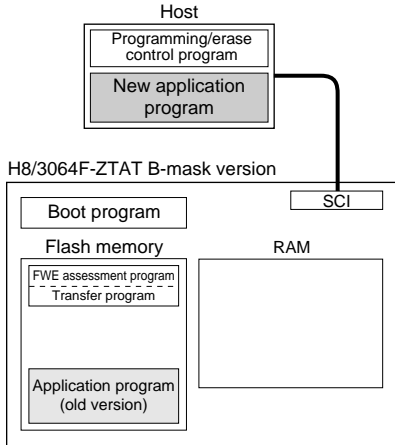 Host
Programming/erase
control program
New application
program
H8/3064F-ZTAT B-mask version
SCI
Boot program
Flash memory
RAM
FWE assessment program
Transfer program
Application program
(old version)